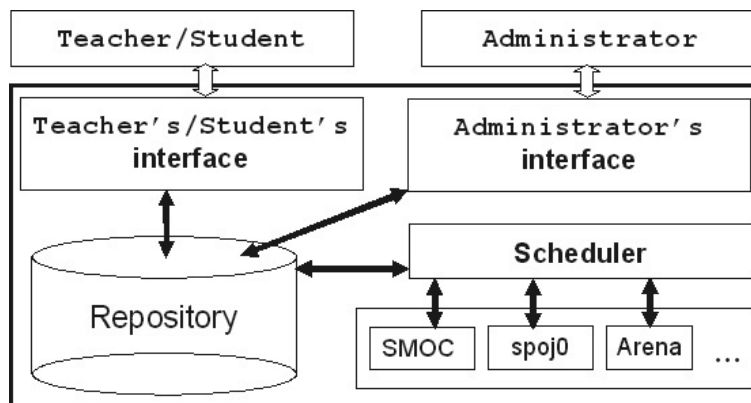 Teacher/Student
Administrator
Teacher's/Student's
interface
Administrator's
interface
Scheduler
Repository
SMOC
spoj0
Arena
...